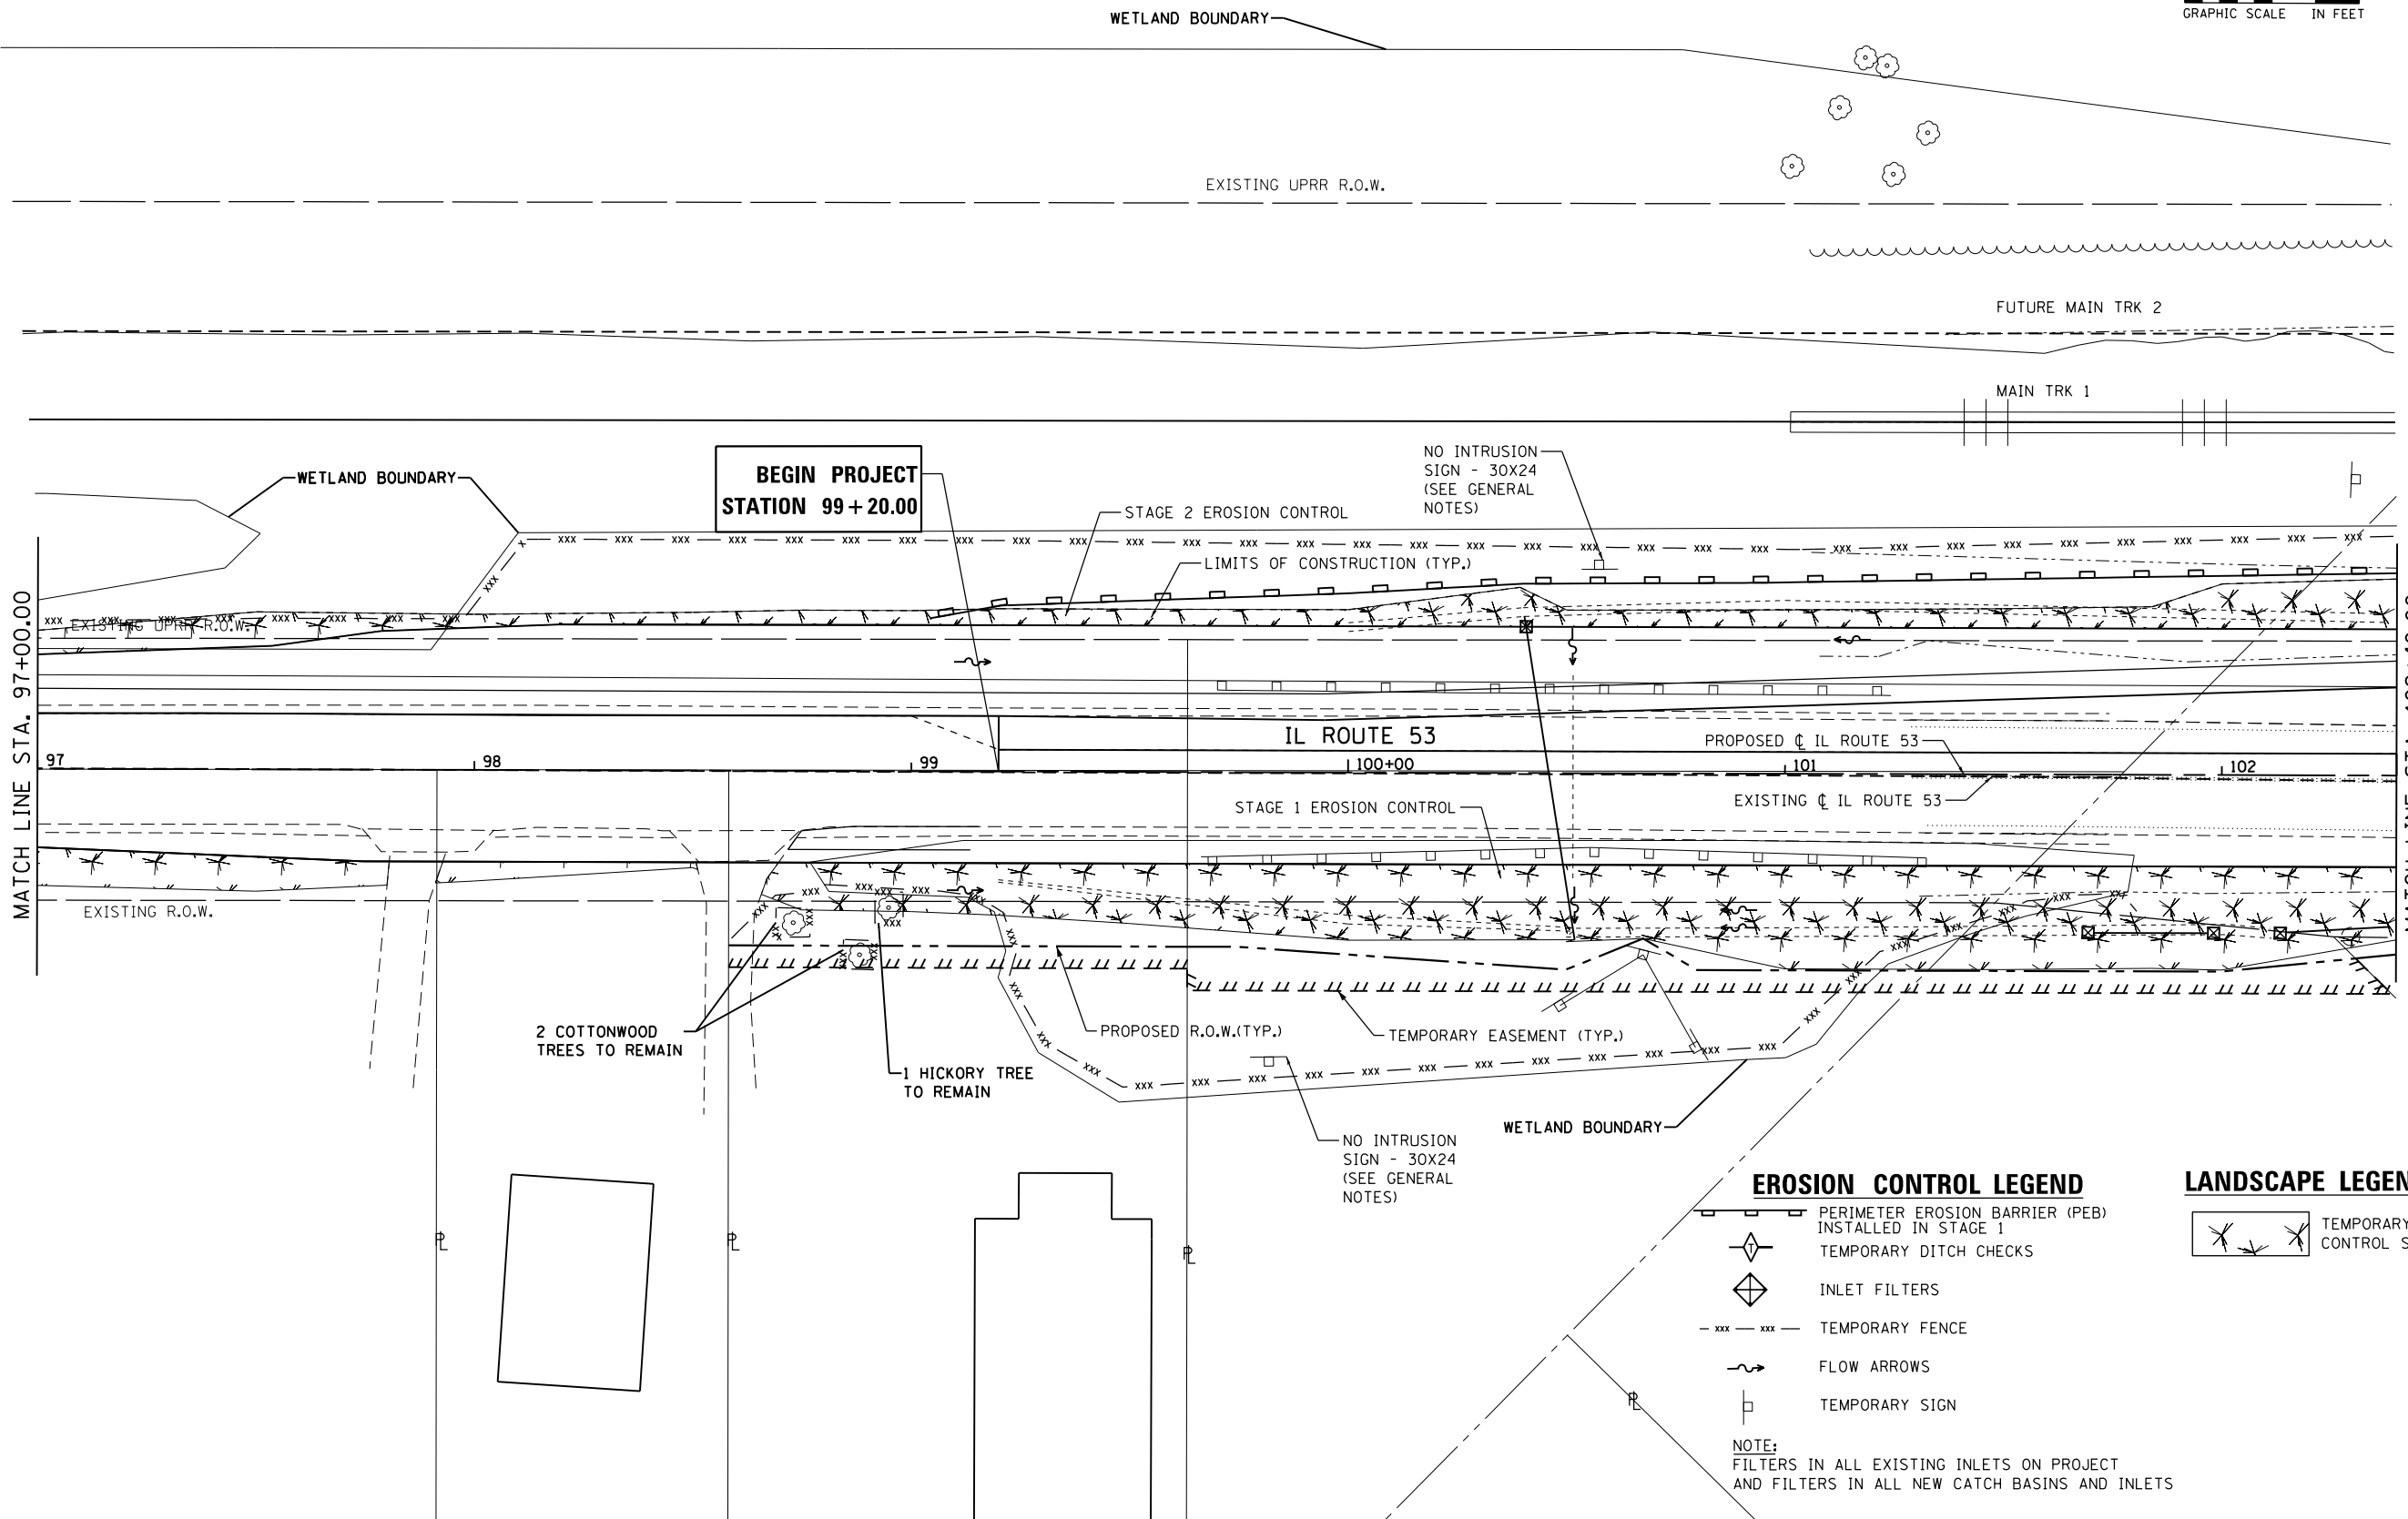 GRAPHIC SCALE IN FEET
WETLAND BOUNDARY
EXISTING UPRR R.O.W.
FUTURE MAIN TRK 2
MAIN TRK 1
WETLAND BOUNDARY
BEGIN PROJECT
STATION 99+20.00
NO INTRUSION
SIGN - 30X24
(SEE GENERAL
NOTES)
STAGE 2 EROSION CONTROL
LIMITS OF CONSTRUCTION (TYP.)
EXISTING UPRR R.O.W.
MATCH LINE STA. 97+00.00
IL ROUTE 53
PROPOSED ℄ IL ROUTE 53
97
98
99
100+00
101
102
EXISTING ℄ IL ROUTE 53
STAGE 1 EROSION CONTROL
EXISTING R.O.W.
2 COTTONWOOD
TREES TO REMAIN
1 HICKORY TREE
TO REMAIN
PROPOSED R.O.W.(TYP.)
TEMPORARY EASEMENT (TYP.)
WETLAND BOUNDARY
NO INTRUSION
SIGN - 30X24
(SEE GENERAL
NOTES)
EROSION CONTROL LEGEND
PERIMETER EROSION BARRIER (PEB)
INSTALLED IN STAGE 1
TEMPORARY DITCH CHECKS
T
INLET FILTERS
XXX XXX TEMPORARY FENCE
FLOW ARROWS
TEMPORARY SIGN
NOTE:
FILTERS IN ALL EXISTING INLETS ON PROJECT
AND FILTERS IN ALL NEW CATCH BASINS AND INLETS
LANDSCAPE LEGEN
TEMPORARY
CONTROL S
℄
℄
℄
℄